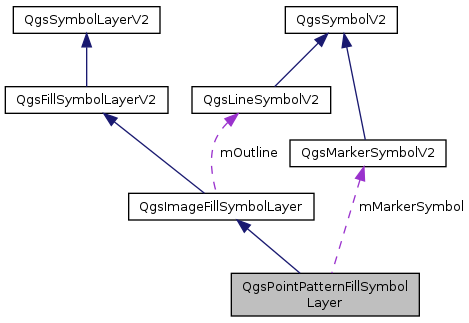 QgsSymbolLayerV2
QgsSymbolV2
QgsFillSymbolLayerV2
QgsLineSymbolV2
mOutline
QgsMarkerSymbolV2
QgsImageFillSymbolLayer
mMarkerSymbol
QgsPointPatternFillSymbol
Layer